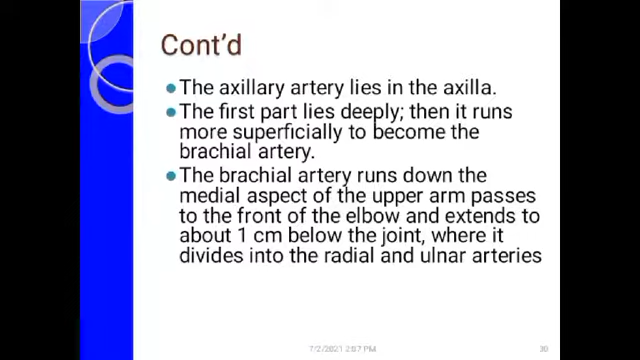 Cont'd
The axillary artery lies in the axilla.
The first part lies deeply; then it runs
more superficially to become the
brachial artery.
The brachial artery runs down the
medial aspect of the upper arm passes
to the front of the elbow and extends to
about 1 cm below the joint, where it
divides into the radial and ulnar arteries
7/2/2021 2:07 PM